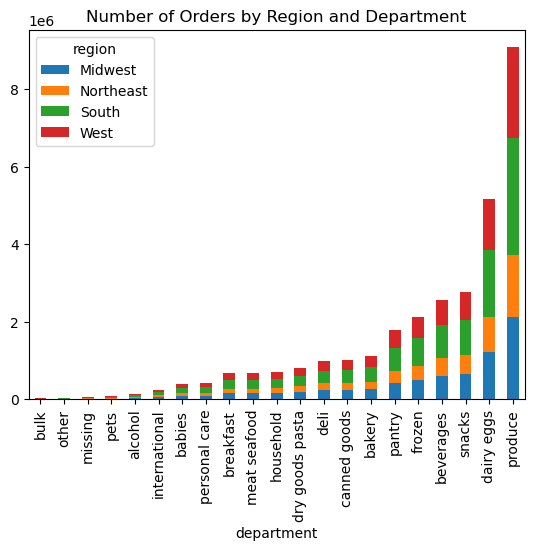 Number of Orders by Region and Department
1e6
region
Midwest
Northeast
South
West
8
6
4
2
0
bulk
other
missing
pets
alcohol
international
babies
personal care
breakfast
meat seafood
household
dry goods pasta
deli
canned goods
bakery
pantry
frozen
beverages
snacks
dairy eggs
produce
department